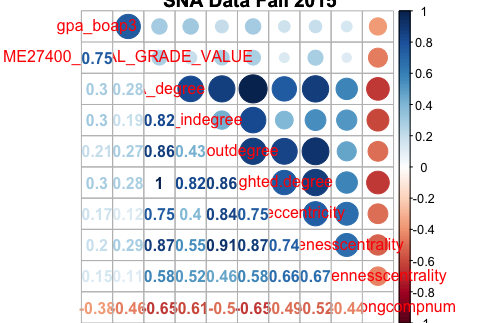 SNA Data Fall 2015
gpa_boap3
ME27400_ _AL_GRADE_VALUE
0.75
0.3 0.28 _degree
0.3 0.19 0.82 _indegree
0.21 0.27 0.86 0.43 outdegree
0.3 0.28 1 0.82 0.86 ghted.degree
0.17 0.12 0.75 0.4 0.84 0.75 eccentricity
0.2 0.29 0.87 0.55 0.91 0.87 0.74 enesscentrality
0.15 0.11 0.58 0.52 0.46 0.58 0.66 0.67 ennesscentrality
-0.38 -0.46 -0.65 -0.61 -0.5 -0.65 -0.49 -0.52 -0.44 ongcompnum
1
0.8
0.6
0.4
0.2
0
-0.2
-0.4
-0.6
-0.8
-1